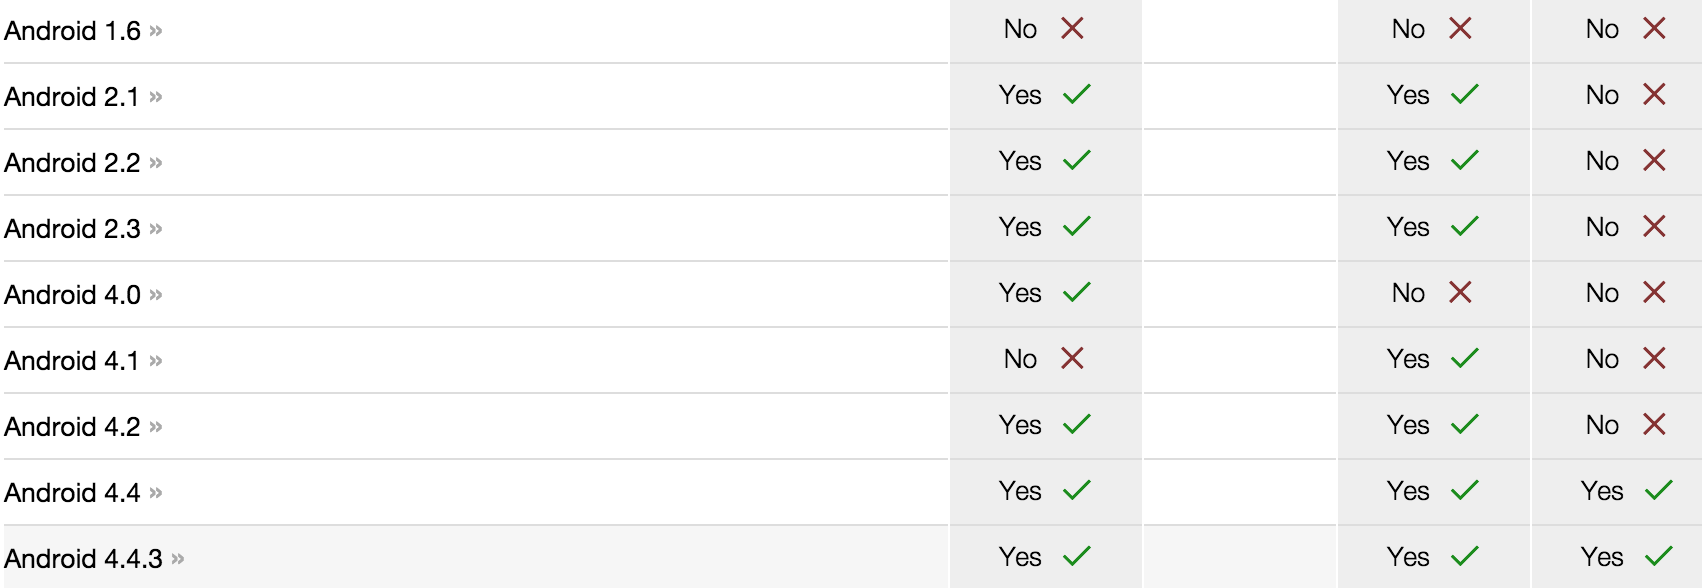 Android 1.6 » No No No
Android 2.1 » Yes Yes No
Android 2.2 » Yes Yes No
Android 2.3 » Yes Yes No
Android 4.0 » Yes No No
Android 4.1 » No Yes No
Android 4.2 » Yes Yes No
Android 4.4 » Yes Yes Yes
Android 4.4.3 » Yes Yes Yes